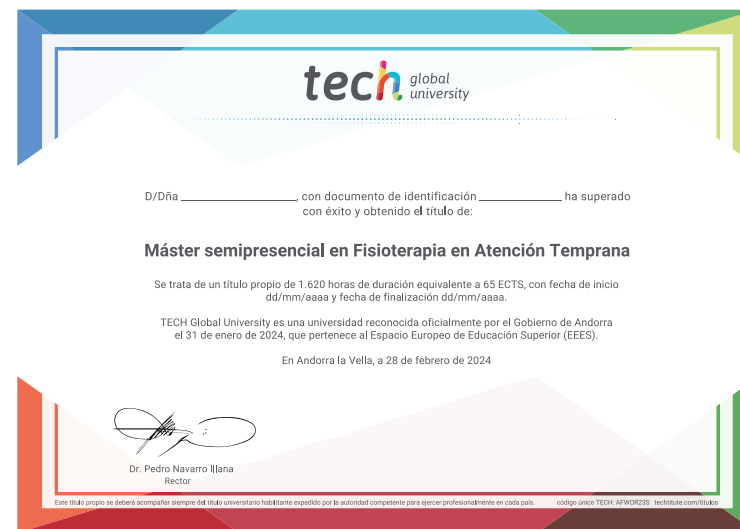 tech global university
D/Dña ____________, con documento de identificación ____________ ha superado
con éxito y obtenido el título de:
Máster semipresencial en Fisioterapia en Atención Temprana
Se trata de un título propio de 1.620 horas de duración equivalente a 65 ECTS, con fecha de inicio
dd/mm/aaaa y fecha de finalización dd/mm/aaaa.
TECH Global University es una universidad reconocida oficialmente por el Gobierno de Andorra
el 31 de enero de 2024, que pertenece al Espacio Europeo de Educación Superior (EEES).
En Andorra la Vella, a 28 de febrero de 2024
Dr. Pedro Navarro Illana
Rector
Este título propio se deberá acompañar siempre del título universitario habilitante expedido por la autoridad competente para ejercer profesionalmente en cada país. código único TECH: AFWOR23S techtitute.com/titulos